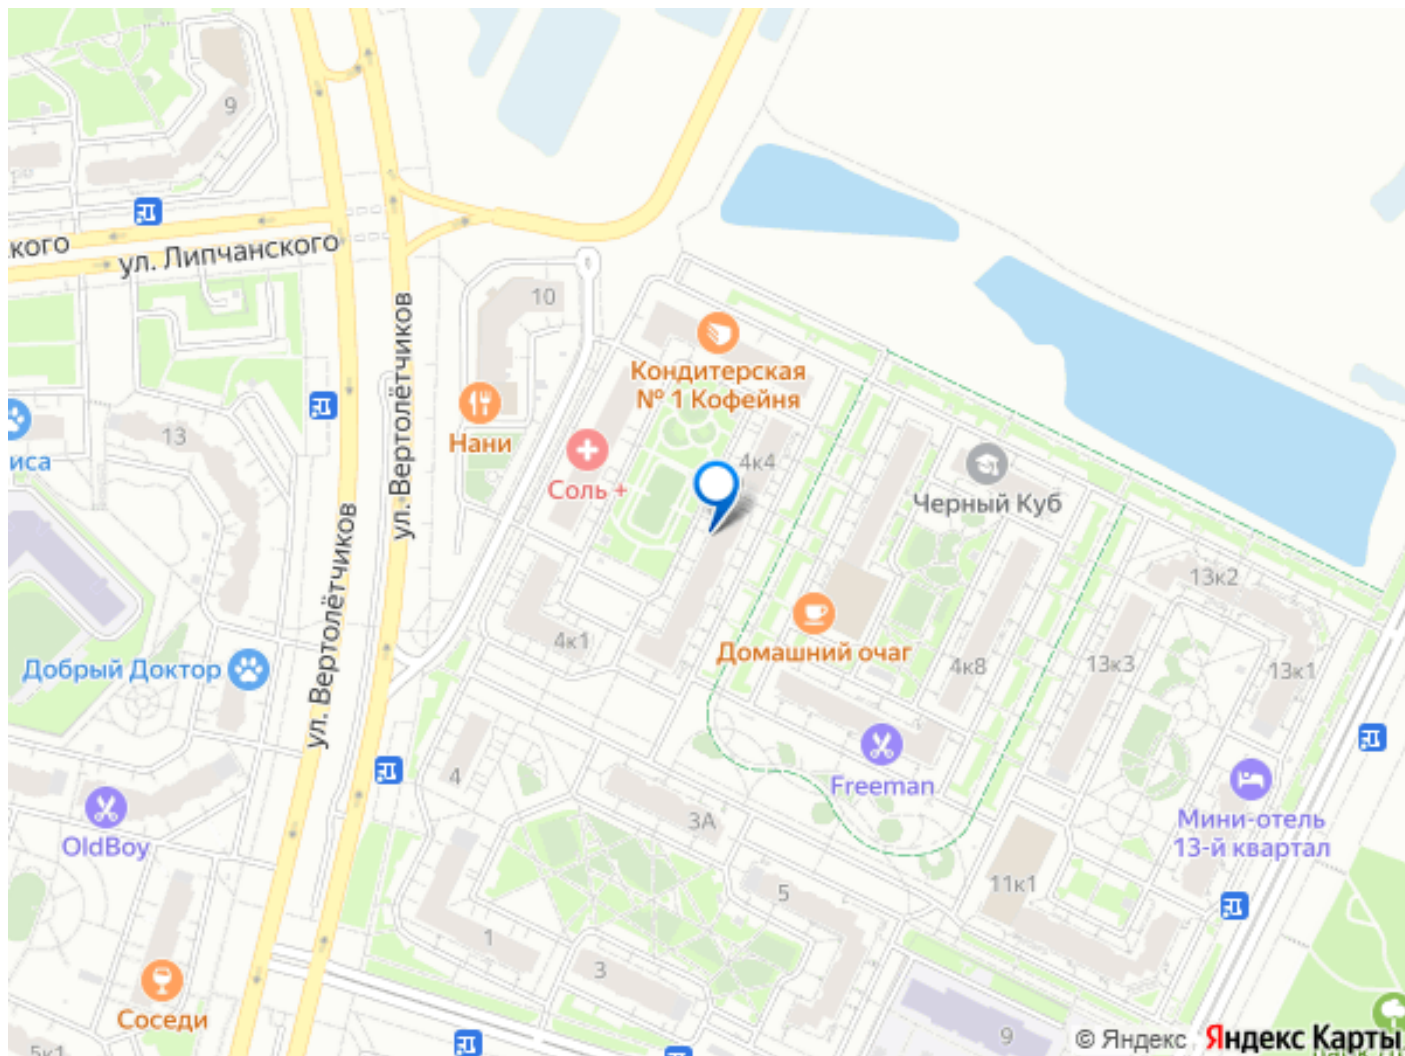 9
кого
ул. Липчанского
10
ул. Вертолётчиков
Кондитерская
№ 1 Кофейня
Нани
13
иса
Соль +
4к4
Черный Куб
ул. Вертолётчиков
13к2
4к1
Домашний очаг
4к8
13к3
13к1
Добрый Доктор
4
Freeman
3А
Мини-отель
13-й квартал
OldBoy
11к1
5
1
3
Соседи
9
5к1
© Яндекс
Яндекс Карты